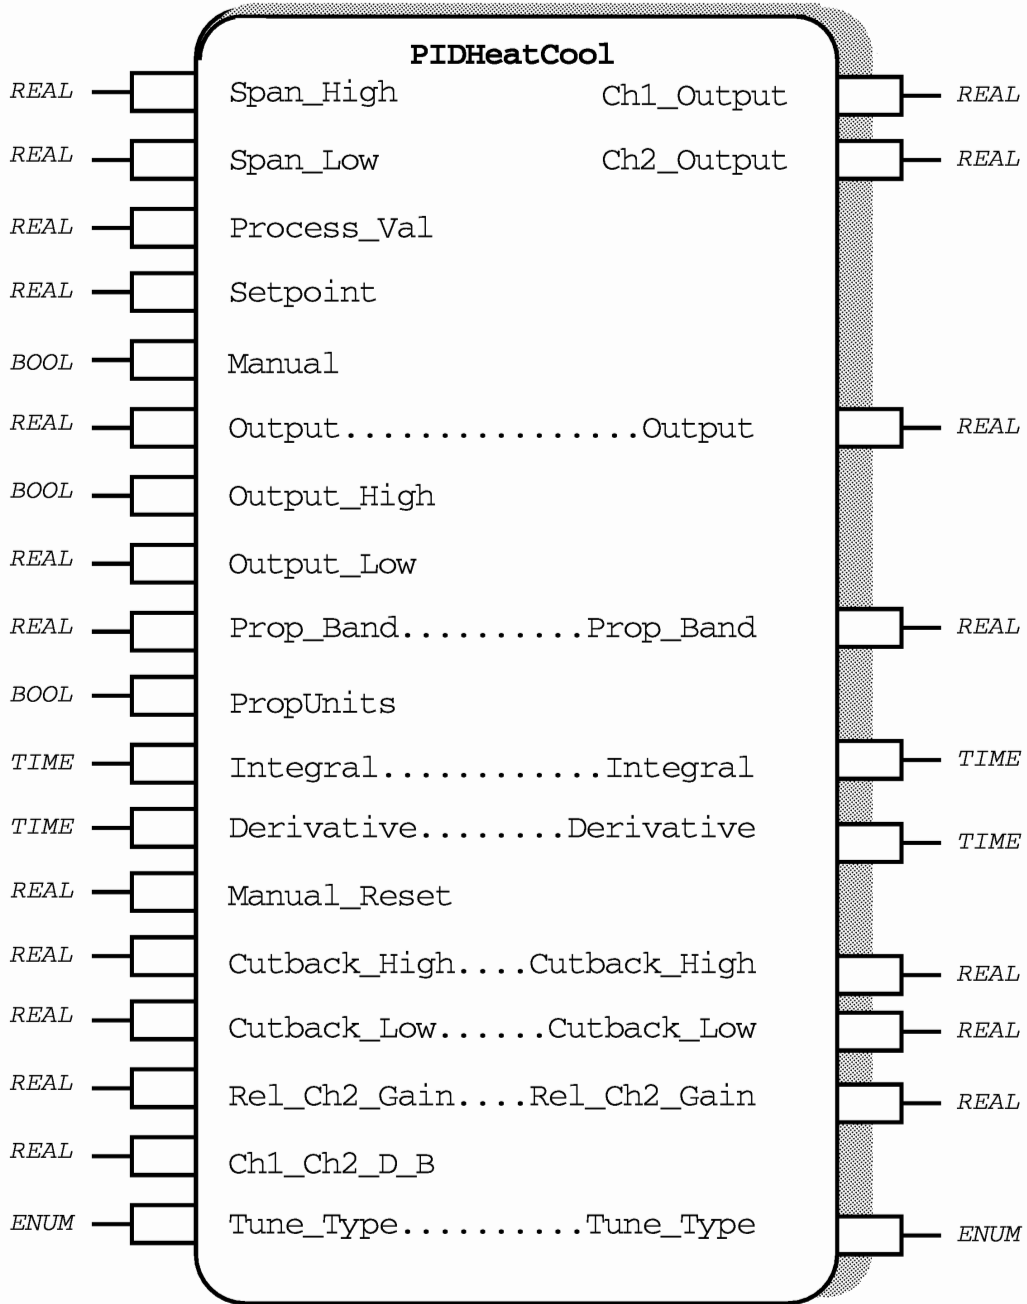 PIDHeatCool
REAL Span_High Ch1_Output REAL
REAL Span_Low Ch2_Output REAL
REAL Process_Val
REAL Setpoint
BOOL Manual
REAL Output................Output REAL
BOOL Output_High
REAL Output_Low
REAL Prop_Band..........Prop_Band REAL
BOOL PropUnits
TIME Integral............Integral TIME
TIME Derivative........Derivative TIME
REAL Manual_Reset
REAL Cutback_High....Cutback_High REAL
REAL Cutback_Low......Cutback_Low REAL
REAL Rel_Ch2_Gain....Rel_Ch2_Gain REAL
REAL Ch1_Ch2_D_B
ENUM Tune_Type..........Tune_Type ENUM